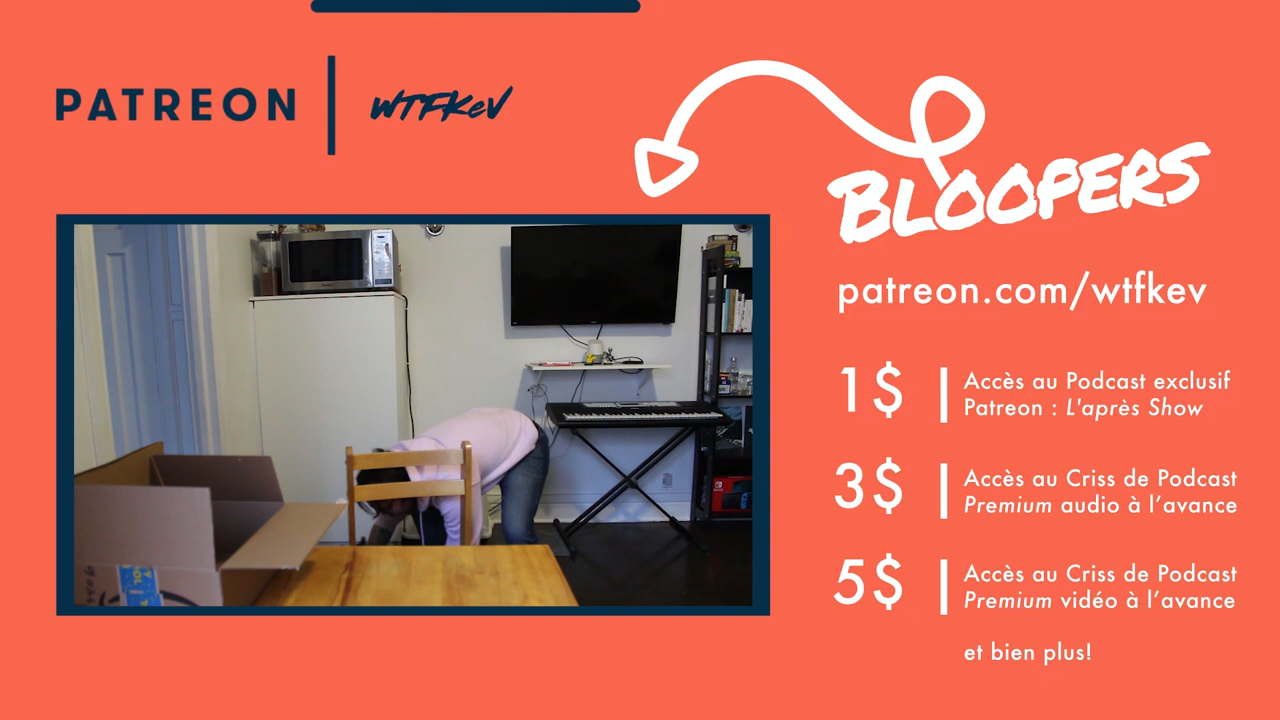 PATREON
WTFKeV
BLOOPERS
patreon.com/wtfkev
1$
Accès au Podcast exclusif
Patreon : L'après Show
3$
Accès au Criss de Podcast
Premium audio à l’avance
5$
Accès au Criss de Podcast
Premium vidéo à l’avance
et bien plus!